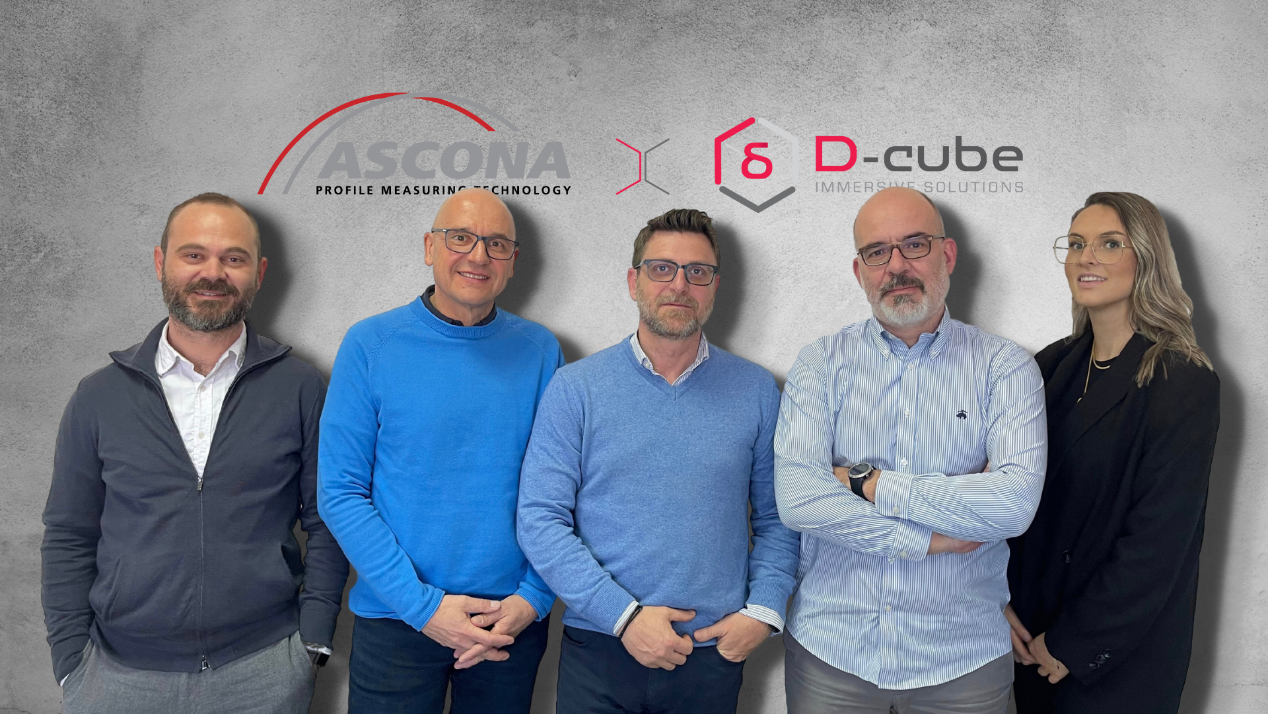 ASCONA
PROFILE MEASURING TECHNOLOGY
δ D-cube
IMMERSIVE SOLUTIONS